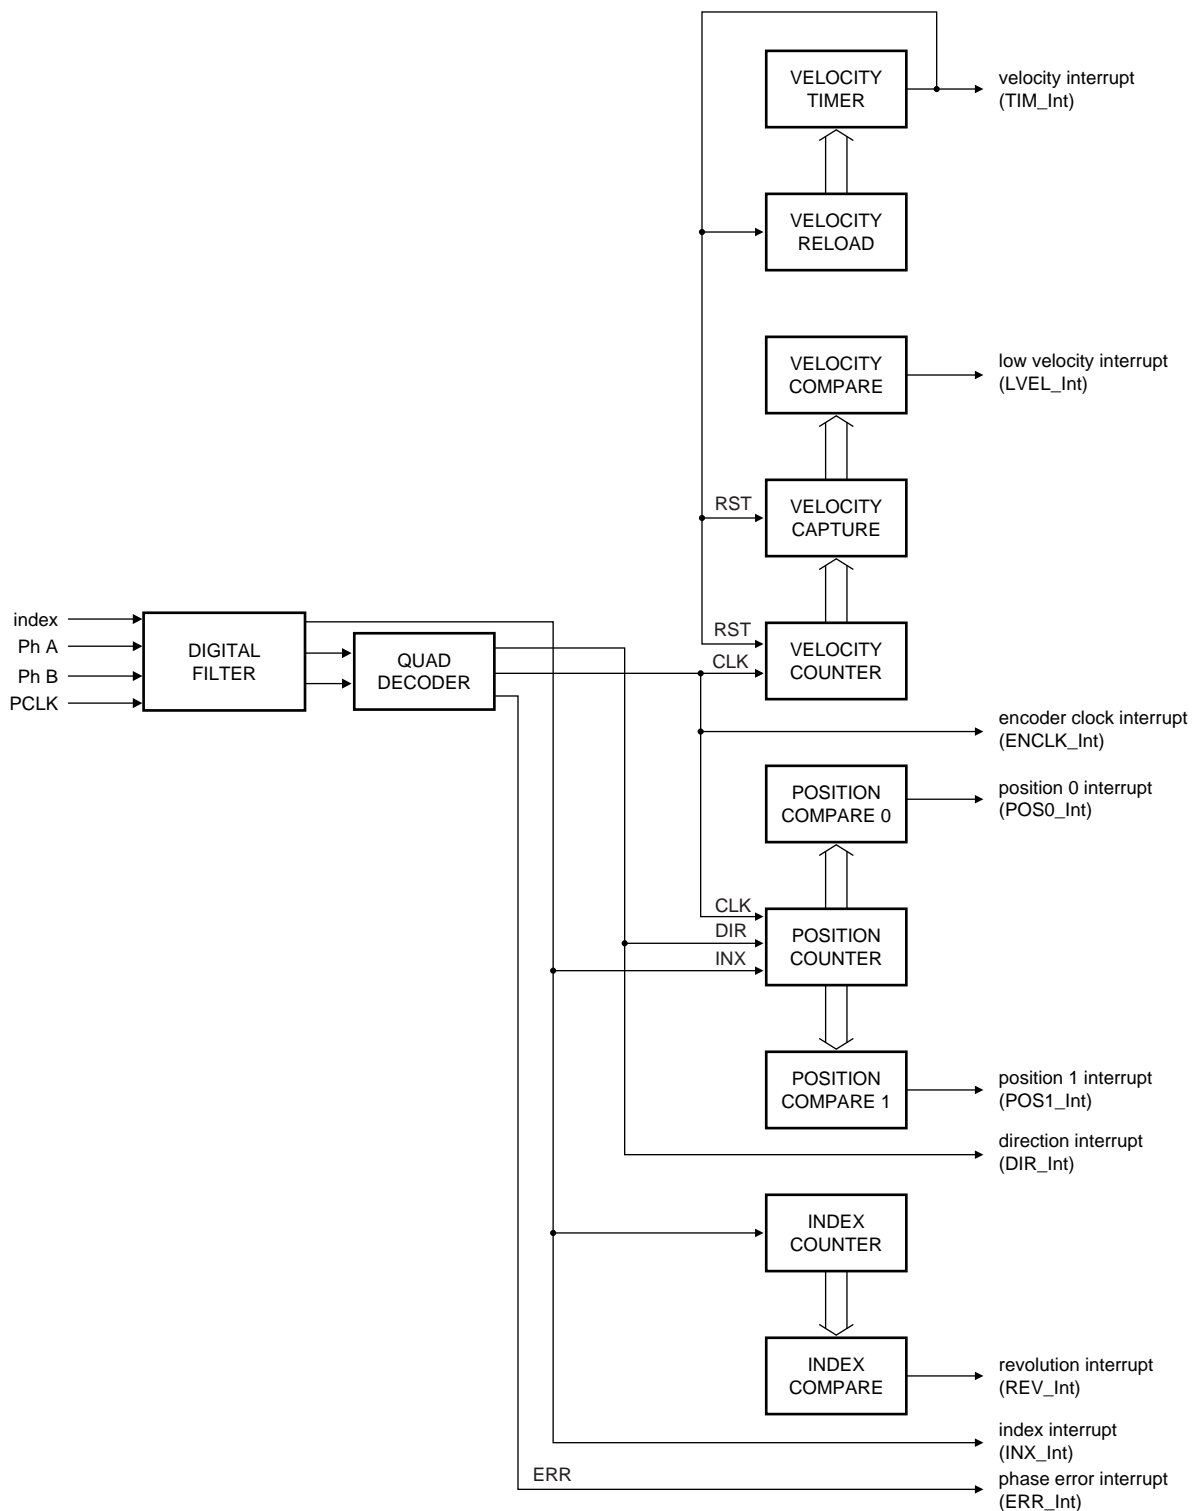 VELOCITY
TIMER
velocity interrupt
(TIM_Int)
VELOCITY
RELOAD
VELOCITY
COMPARE
low velocity interrupt
(LVEL_Int)
RST
VELOCITY
CAPTURE
index
Ph A
Ph B
PCLK
DIGITAL
FILTER
QUAD
DECODER
RST
CLK
VELOCITY
COUNTER
encoder clock interrupt
(ENCLK_Int)
POSITION
COMPARE 0
position 0 interrupt
(POS0_Int)
CLK
DIR
INX
POSITION
COUNTER
POSITION
COMPARE 1
position 1 interrupt
(POS1_Int)
direction interrupt
(DIR_Int)
INDEX
COUNTER
INDEX
COMPARE
revolution interrupt
(REV_Int)
index interrupt
(INX_Int)
ERR
phase error interrupt
(ERR_Int)